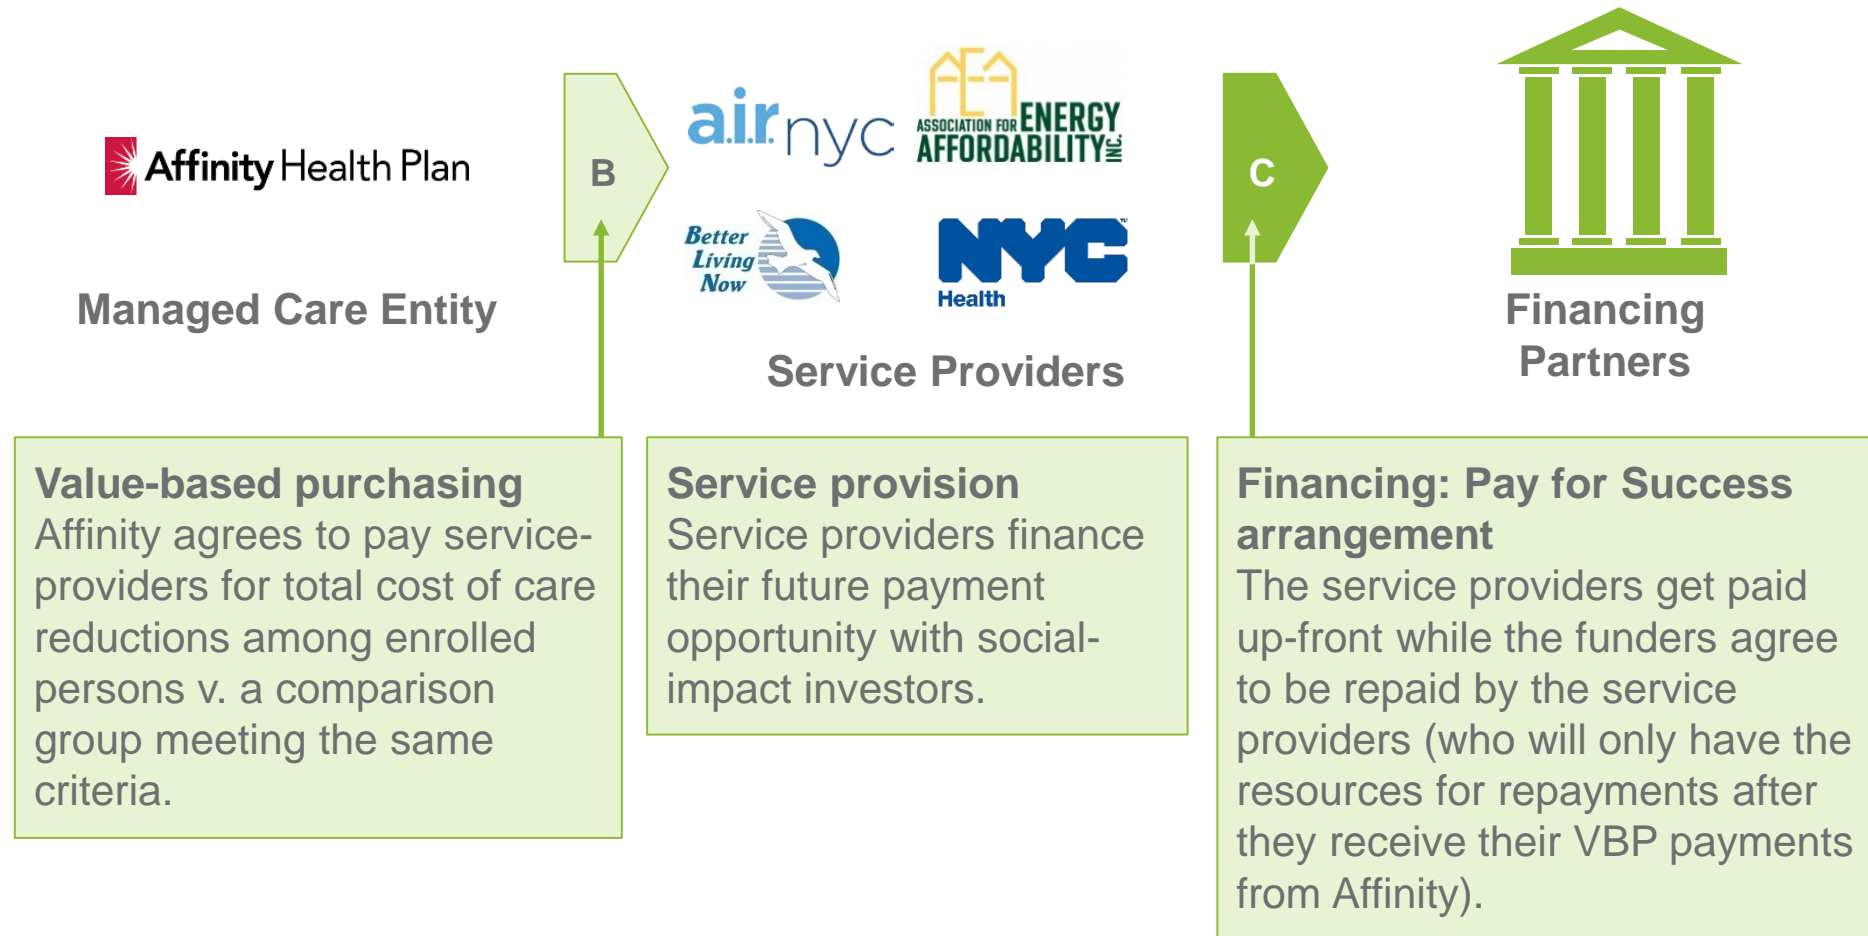 Affinity Health Plan
Managed Care Entity
B
a.i.r. nyc
AEA
ASSOCIATION FOR ENERGY
AFFORDABILITY INC.
Better
Living
Now
NYC
TM
Health
Service Providers
C
Financing
Partners
Value-based purchasing
Affinity agrees to pay service-
providers for total cost of care
reductions among enrolled
persons v. a comparison
group meeting the same
criteria.
Service provision
Service providers finance
their future payment
opportunity with social-
impact investors.
Financing: Pay for Success
arrangement
The service providers get paid
up-front while the funders agree
to be repaid by the service
providers (who will only have the
resources for repayments after
they receive their VBP payments
from Affinity).